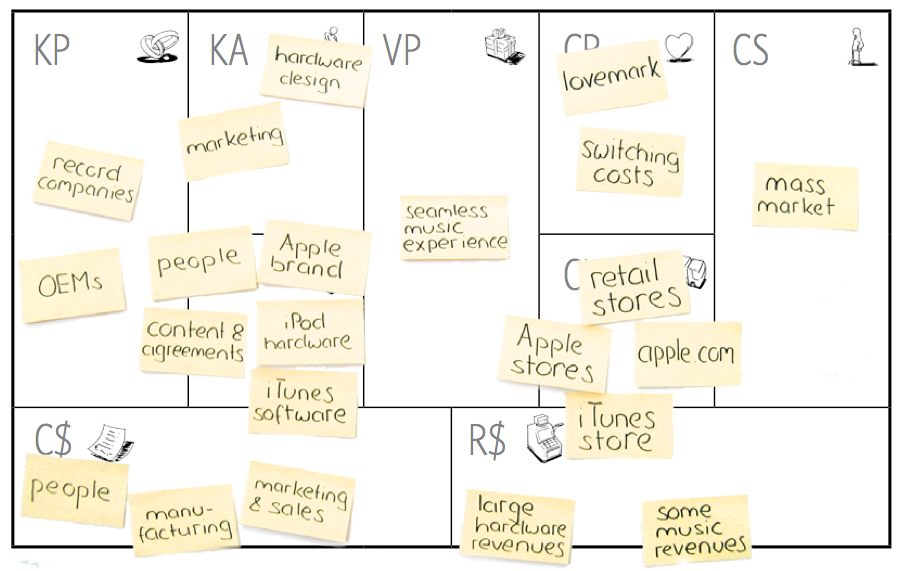 KP
KA
VP
CR
CS
hardware
design
lovemark
marketing
switching
costs
record
companies
mass
market
seamless
music
experience
people
Apple
brand
OEMs
retail
stores
content &
agreements
iPod
hardware
Apple
stores
apple.com
iTunes
software
iTunes
store
C$
R$
people
manu-
facturing
marketing
& sales
large
hardware
revenues
some
music
revenues